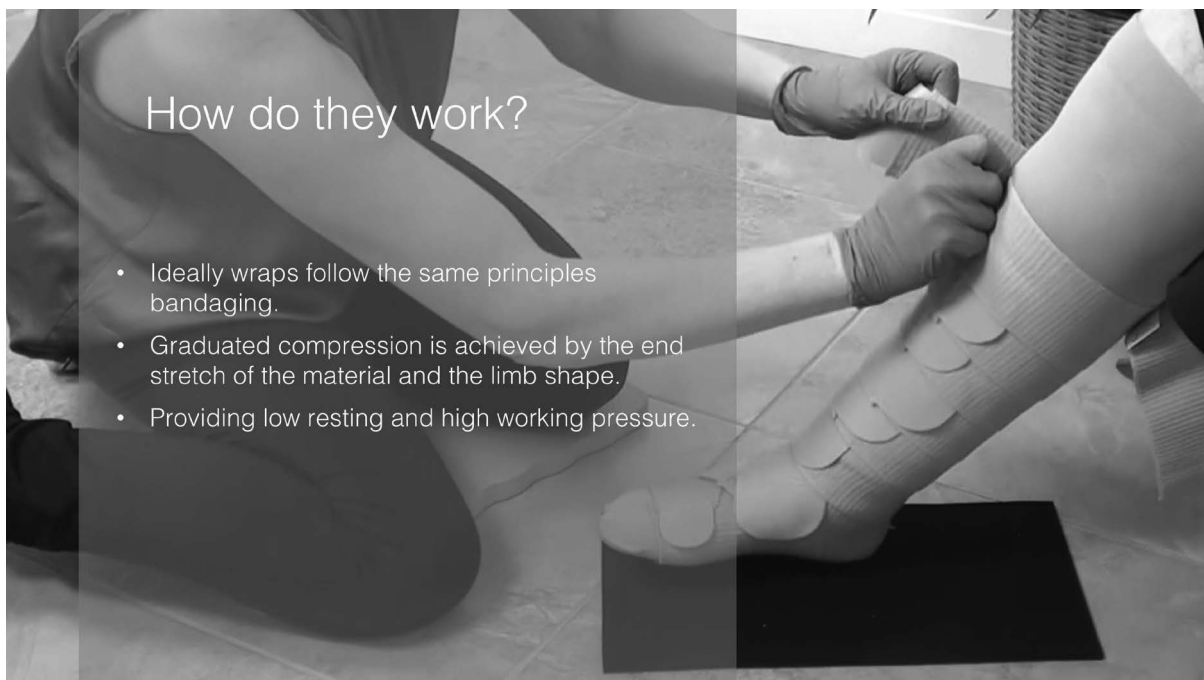 How do they work?
• Ideally wraps follow the same principles
bandaging.
• Graduated compression is achieved by the end
stretch of the material and the limb shape.
• Providing low resting and high working pressure.